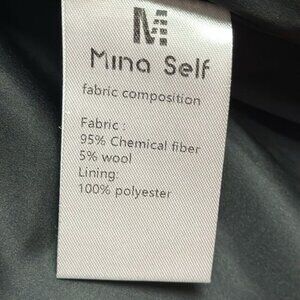 M
Mina Self
fabric composition
Fabric :
95% Chemical fiber
5% wool
Lining:
100% polyester